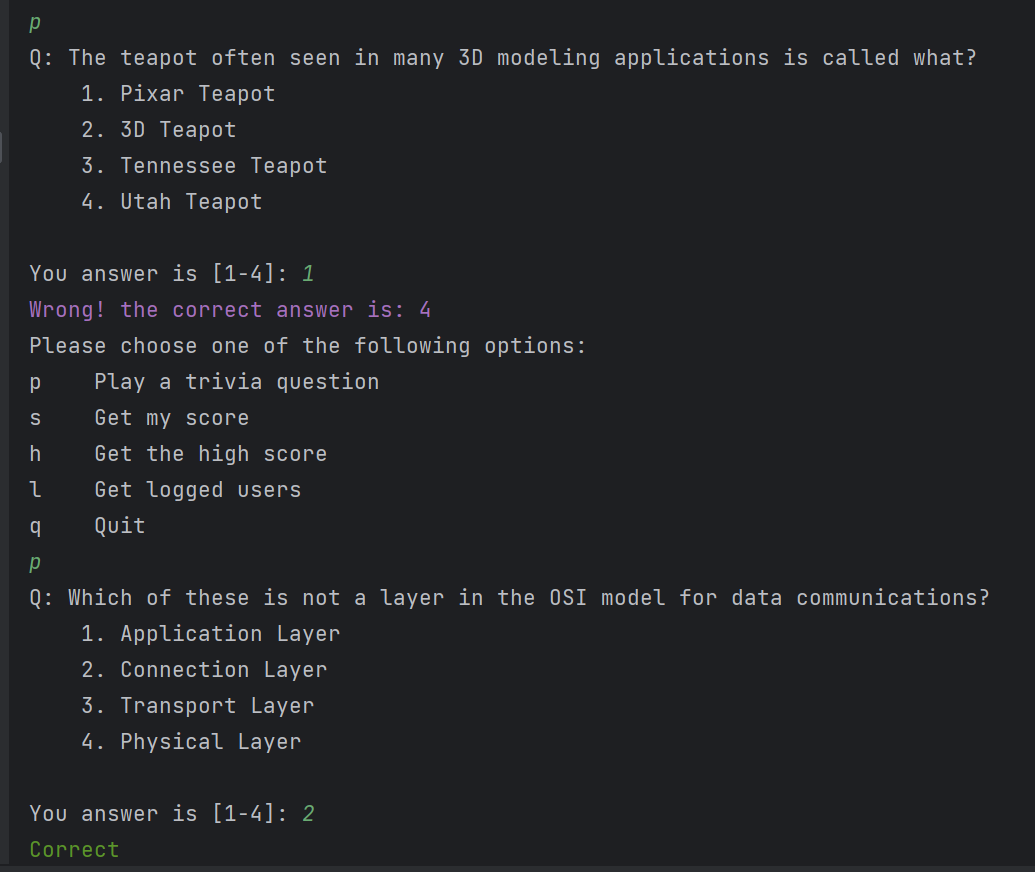 p
Q: The teapot often seen in many 3D modeling applications is called what?
    1. Pixar Teapot
    2. 3D Teapot
    3. Tennessee Teapot
    4. Utah Teapot

You answer is [1-4]: 1
Wrong! the correct answer is: 4
Please choose one of the following options:
p    Play a trivia question
s    Get my score
h    Get the high score
l    Get logged users
q    Quit
p
Q: Which of these is not a layer in the OSI model for data communications?
    1. Application Layer
    2. Connection Layer
    3. Transport Layer
    4. Physical Layer

You answer is [1-4]: 2
Correct